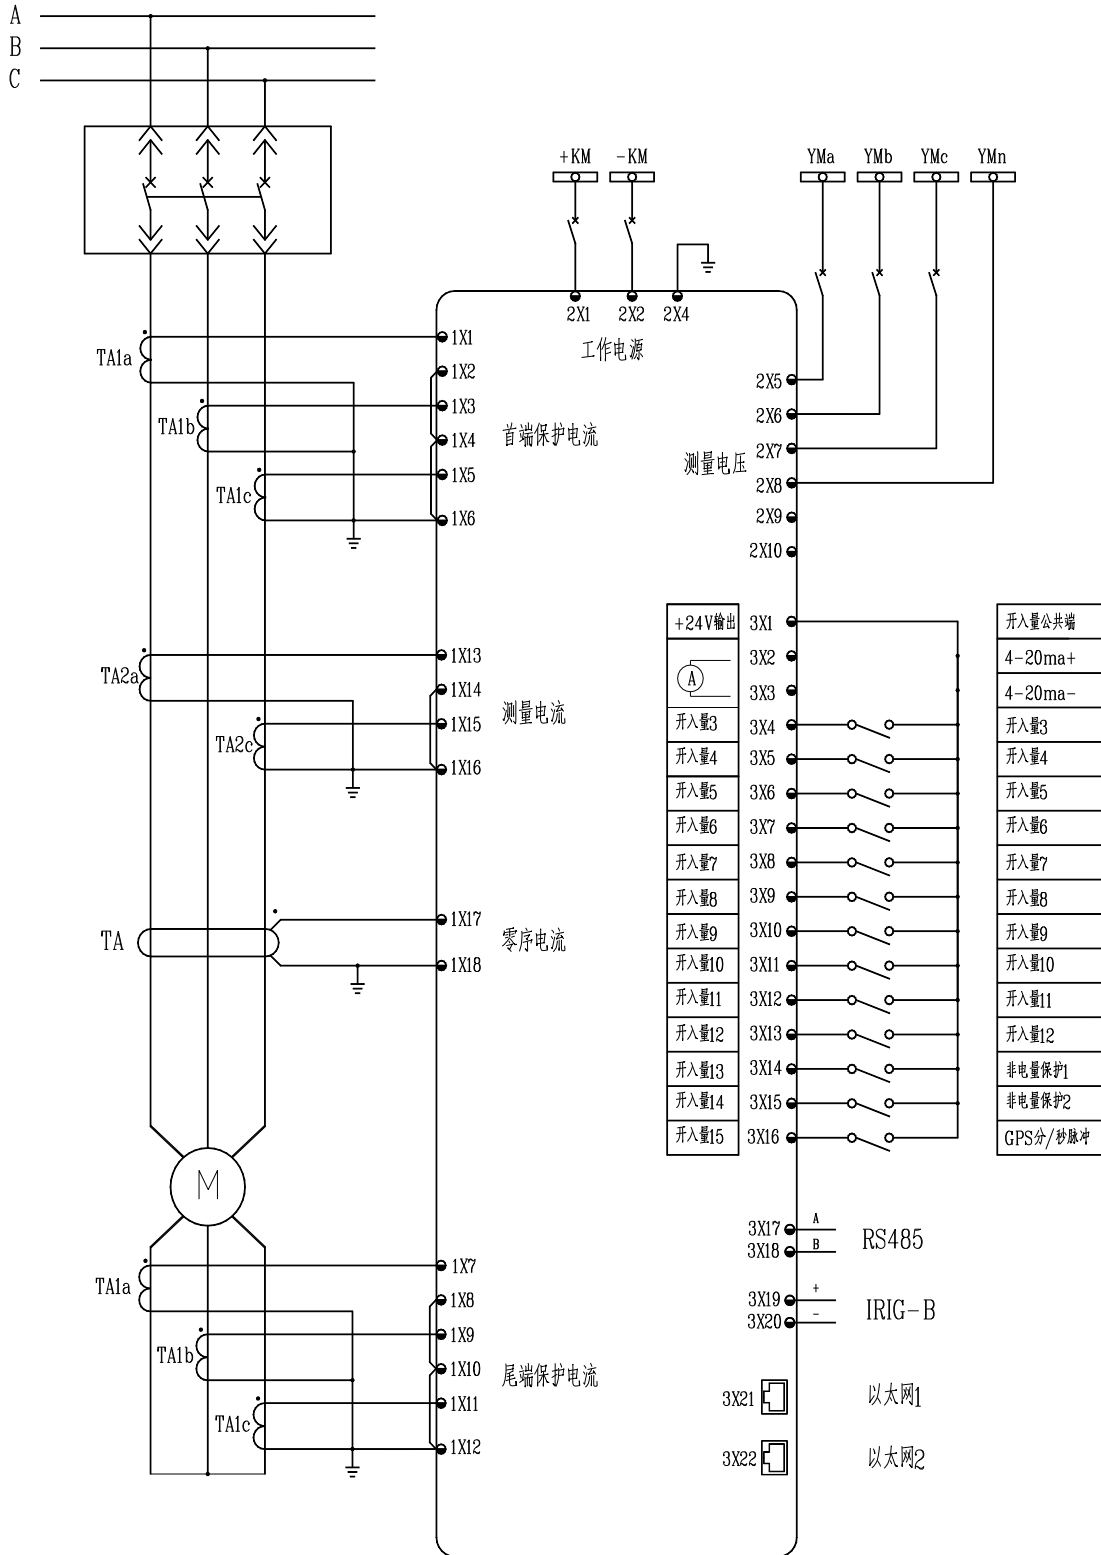 A
B
C
+KM
-KM
YMa
YMb
YMc
YMn
2X1
2X2
2X4
工作电源
TA1a
1X1
1X2
TA1b
1X3
1X4
首端保护电流
TA1c
1X5
1X6
2X5
2X6
2X7
测量电压
2X8
2X9
2X10
TA2a
1X13
1X14
测量电流
TA2c
1X15
1X16
TA
1X17
零序电流
1X18
+24V输出 3X1 开入量公共端
3X2 4-20ma+
A
3X3 4-20ma-
开入量3 3X4 开入量3
开入量4 3X5 开入量4
开入量5 3X6 开入量5
开入量6 3X7 开入量6
开入量7 3X8 开入量7
开入量8 3X9 开入量8
开入量9 3X10 开入量9
开入量10 3X11 开入量10
开入量11 3X12 开入量11
开入量12 3X13 开入量12
开入量13 3X14 非电量保护1
开入量14 3X15 非电量保护2
开入量15 3X16 GPS分/秒脉冲
M
3X17 A
RS485
3X18 B
3X19 +
IRIG-B
3X20 -
TA1a
1X7
1X8
TA1b
1X9
1X10
尾端保护电流
TA1c
1X11
1X12
3X21 以太网1
3X22 以太网2